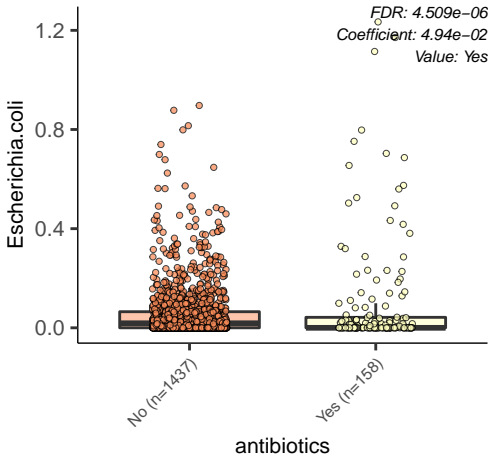 FDR: 4.509e−06
Coefficient: 4.94e−02
Value: Yes
1.2
0.8
0.4
0.0
Escherichia.coli
No (n=1437)
Yes (n=158)
antibiotics